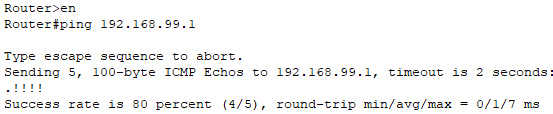 Router>en
Router#ping 192.168.99.1
Type escape sequence to abort.
Sending 5, 100-byte ICMP Echos to 192.168.99.1, timeout is 2 seconds:
.!!!!
Success rate is 80 percent (4/5), round-trip min/avg/max = 0/1/7 ms